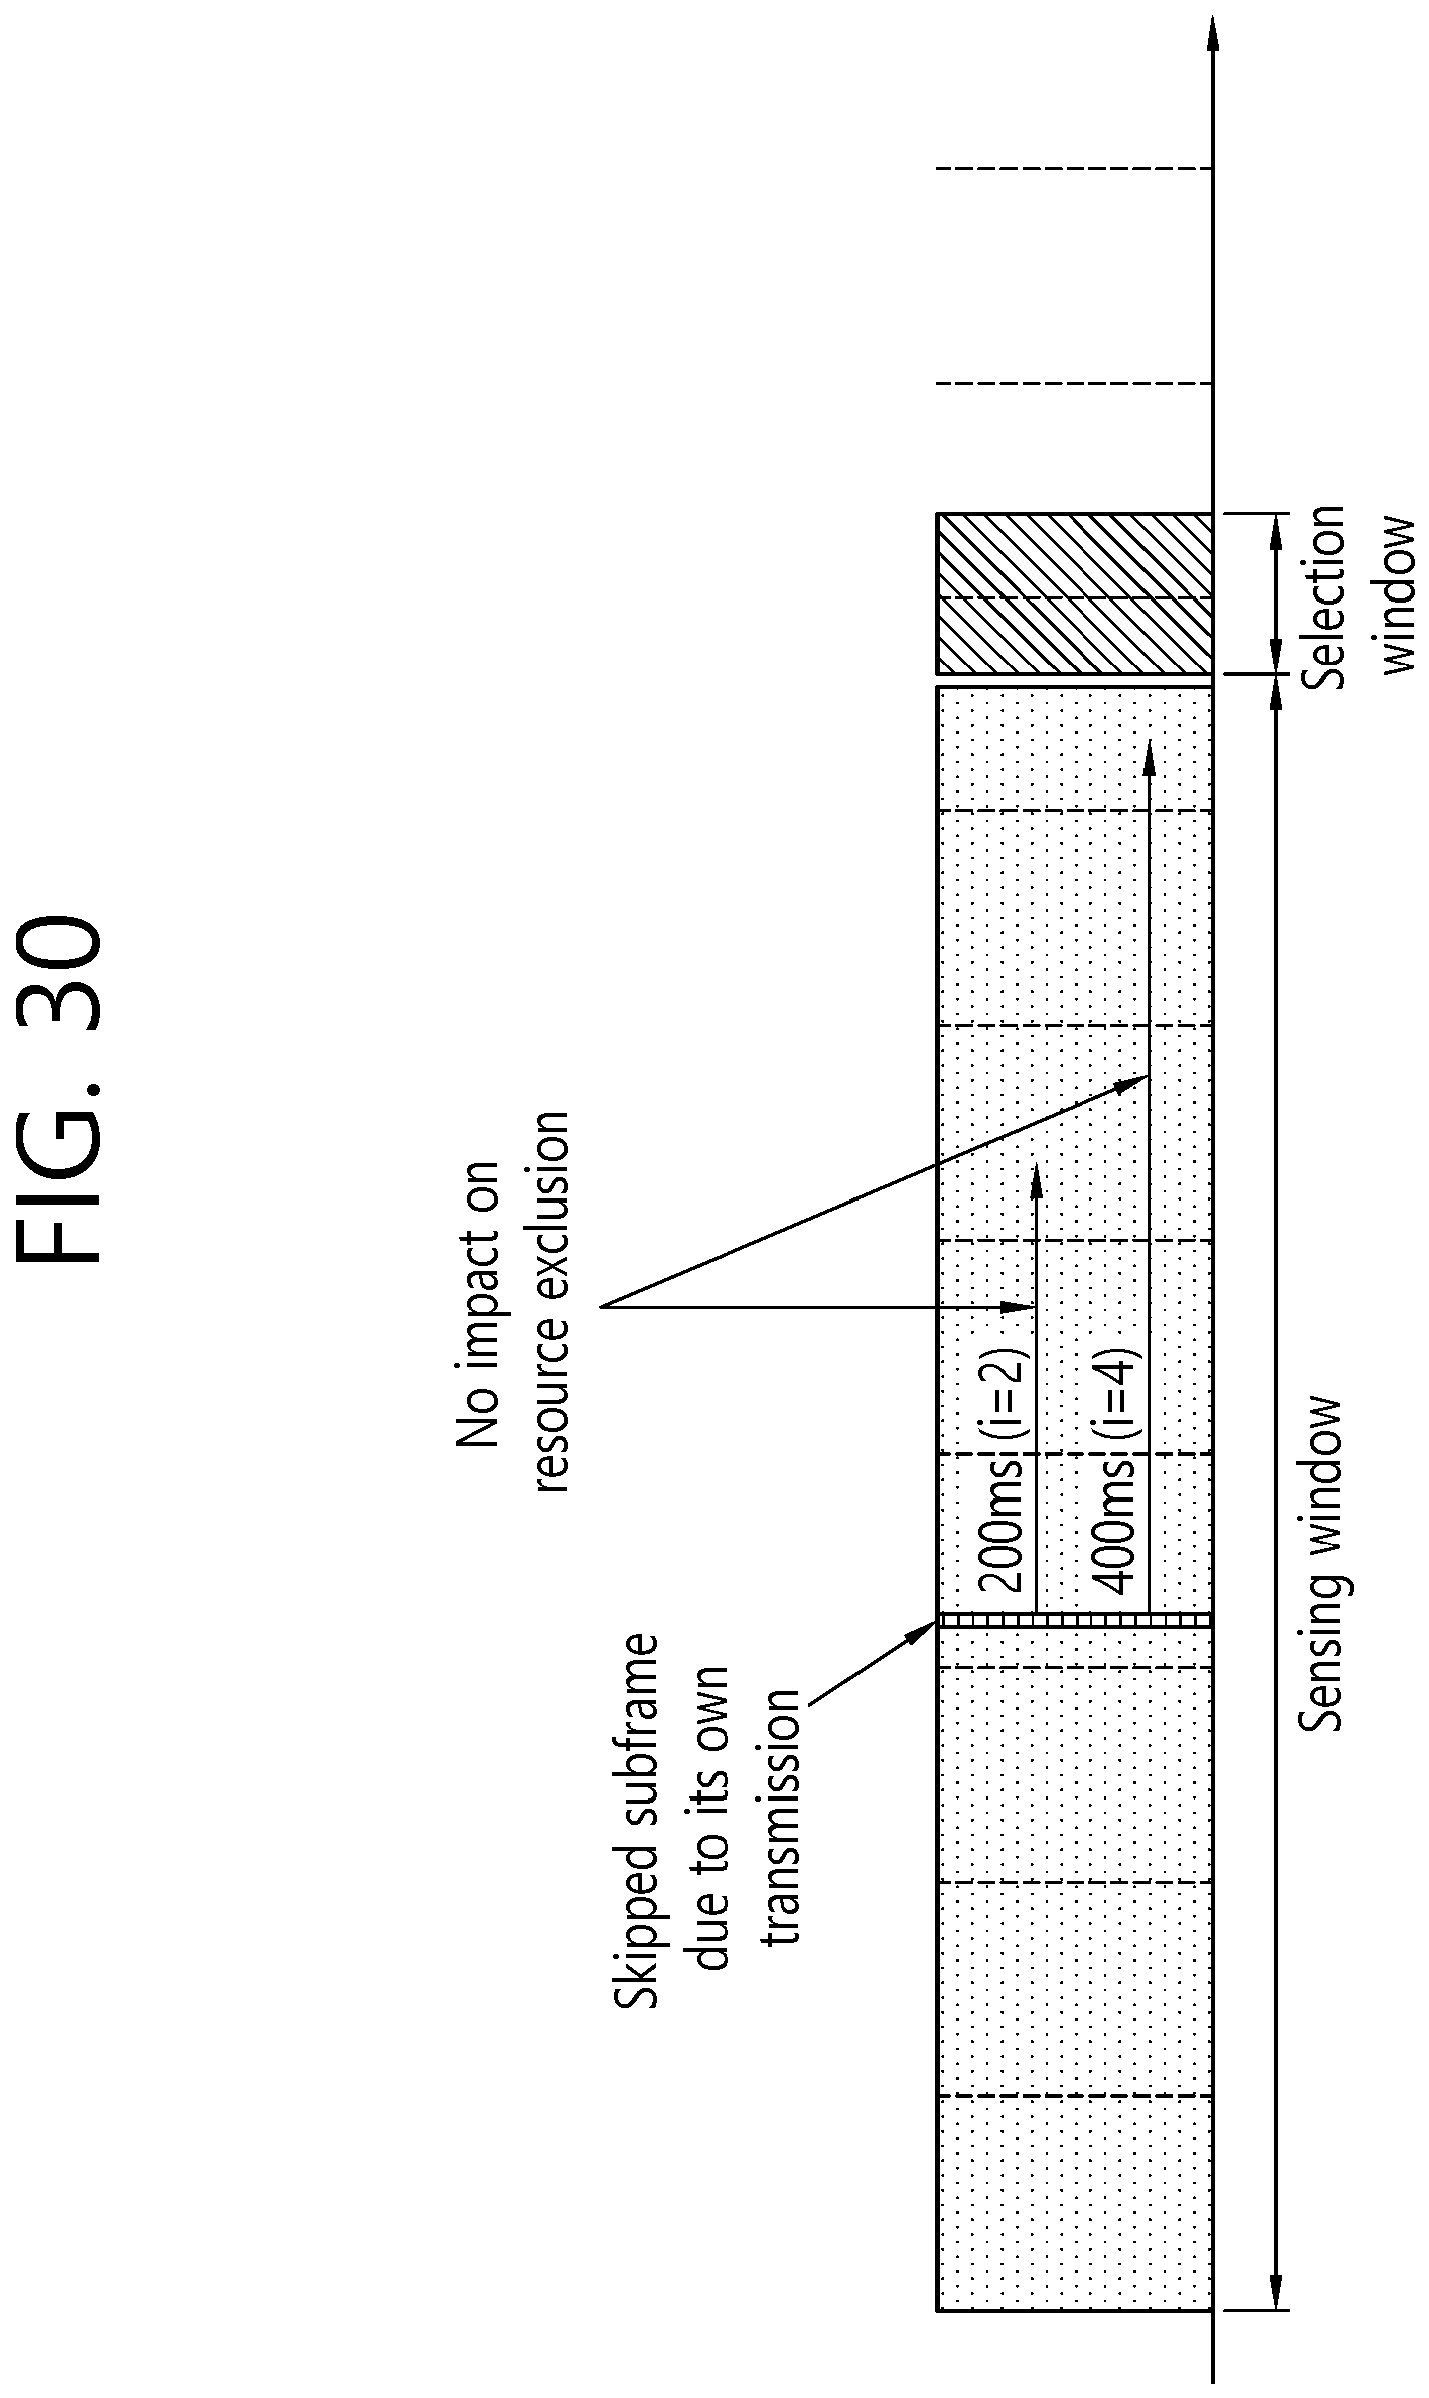 FIG. 30
No impact on
resource exclusion
Skipped subframe
due to its own
transmission
200ms (i=2)
400ms (i=4)
Sensing window
Selection
window